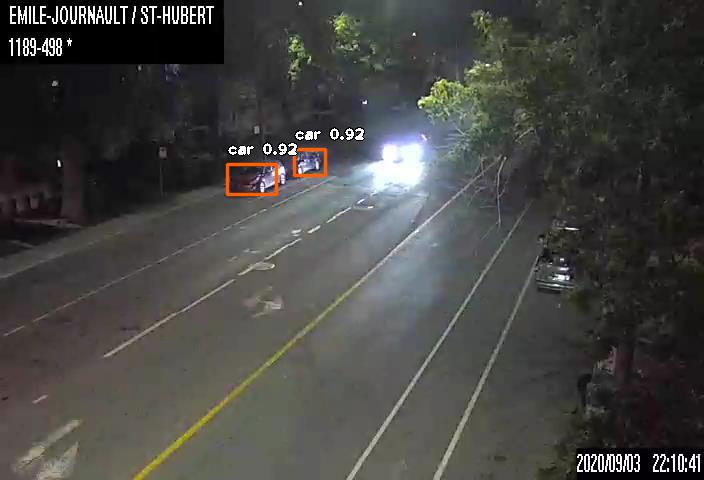 EMILE-JOURNAULT / ST-HUBERT
1189-498 *
car 0.92
car 0.92
2020/09/03 22:10:41